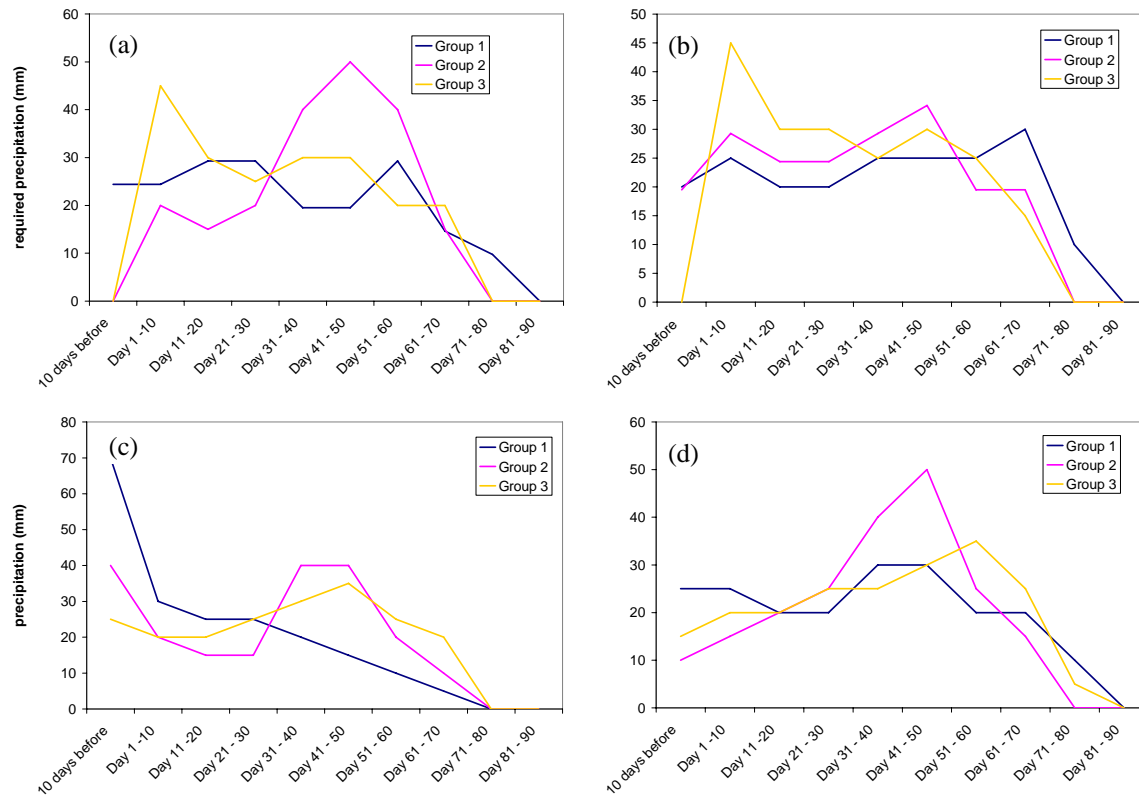 (a)
Group 1
Group 2
Group 3
required precipitation (mm)
60
50
40
30
20
10
0
10 days before
Day 1 -10
Day 11 -20
Day 21 - 30
Day 31 - 40
Day 41 - 50
Day 51 - 60
Day 61 - 70
Day 71 - 80
Day 81 - 90
(b)
Group 1
Group 2
Group 3
50
45
40
35
30
25
20
15
10
5
0
10 days before
Day 1 -10
Day 11 -20
Day 21 - 30
Day 31 - 40
Day 41 - 50
Day 51 - 60
Day 61 - 70
Day 71 - 80
Day 81 - 90
(c)
Group 1
Group 2
Group 3
precipitation (mm)
80
70
60
50
40
30
20
10
0
10 days before
Day 1 -10
Day 11 -20
Day 21 - 30
Day 31 - 40
Day 41 - 50
Day 51 - 60
Day 61 - 70
Day 71 - 80
Day 81 - 90
(d)
Group 1
Group 2
Group 3
60
50
40
30
20
10
0
10 days before
Day 1 -10
Day 11 -20
Day 21 - 30
Day 31 - 40
Day 41 - 50
Day 51 - 60
Day 61 - 70
Day 71 - 80
Day 81 - 90